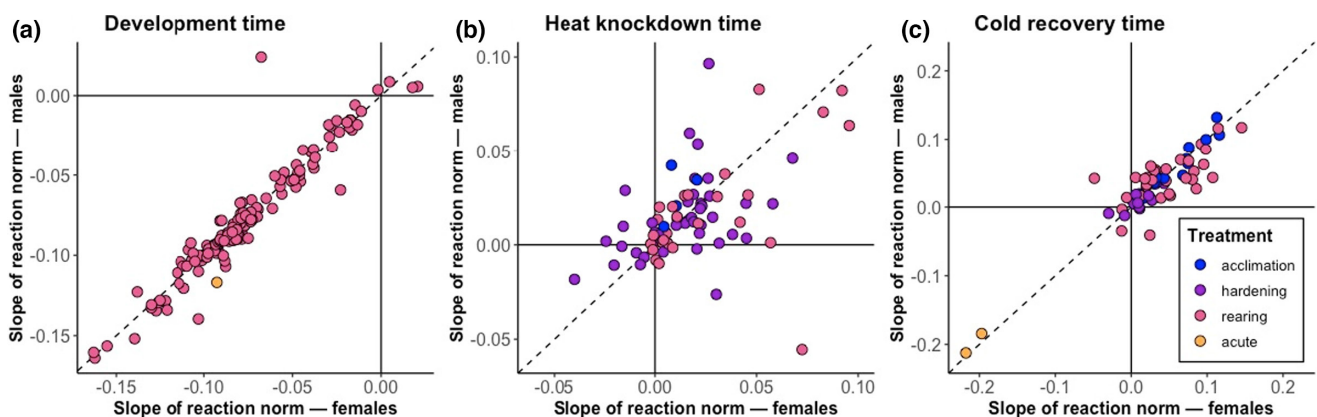 (a) Development time
Slope of reaction norm — males
0.00
-0.05
-0.10
-0.15
-0.15 -0.10 -0.05 0.00
Slope of reaction norm — females
(b) Heat knockdown time
Slope of reaction norm — males
0.10
0.05
0.00
-0.05
-0.05 0.00 0.05 0.10
Slope of reaction norm — females
(c) Cold recovery time
Slope of reaction norm — males
0.2
0.1
0.0
-0.1
-0.2
-0.2 -0.1 0.0 0.1 0.2
Slope of reaction norm — females
Treatment
acclimation
hardening
rearing
acute